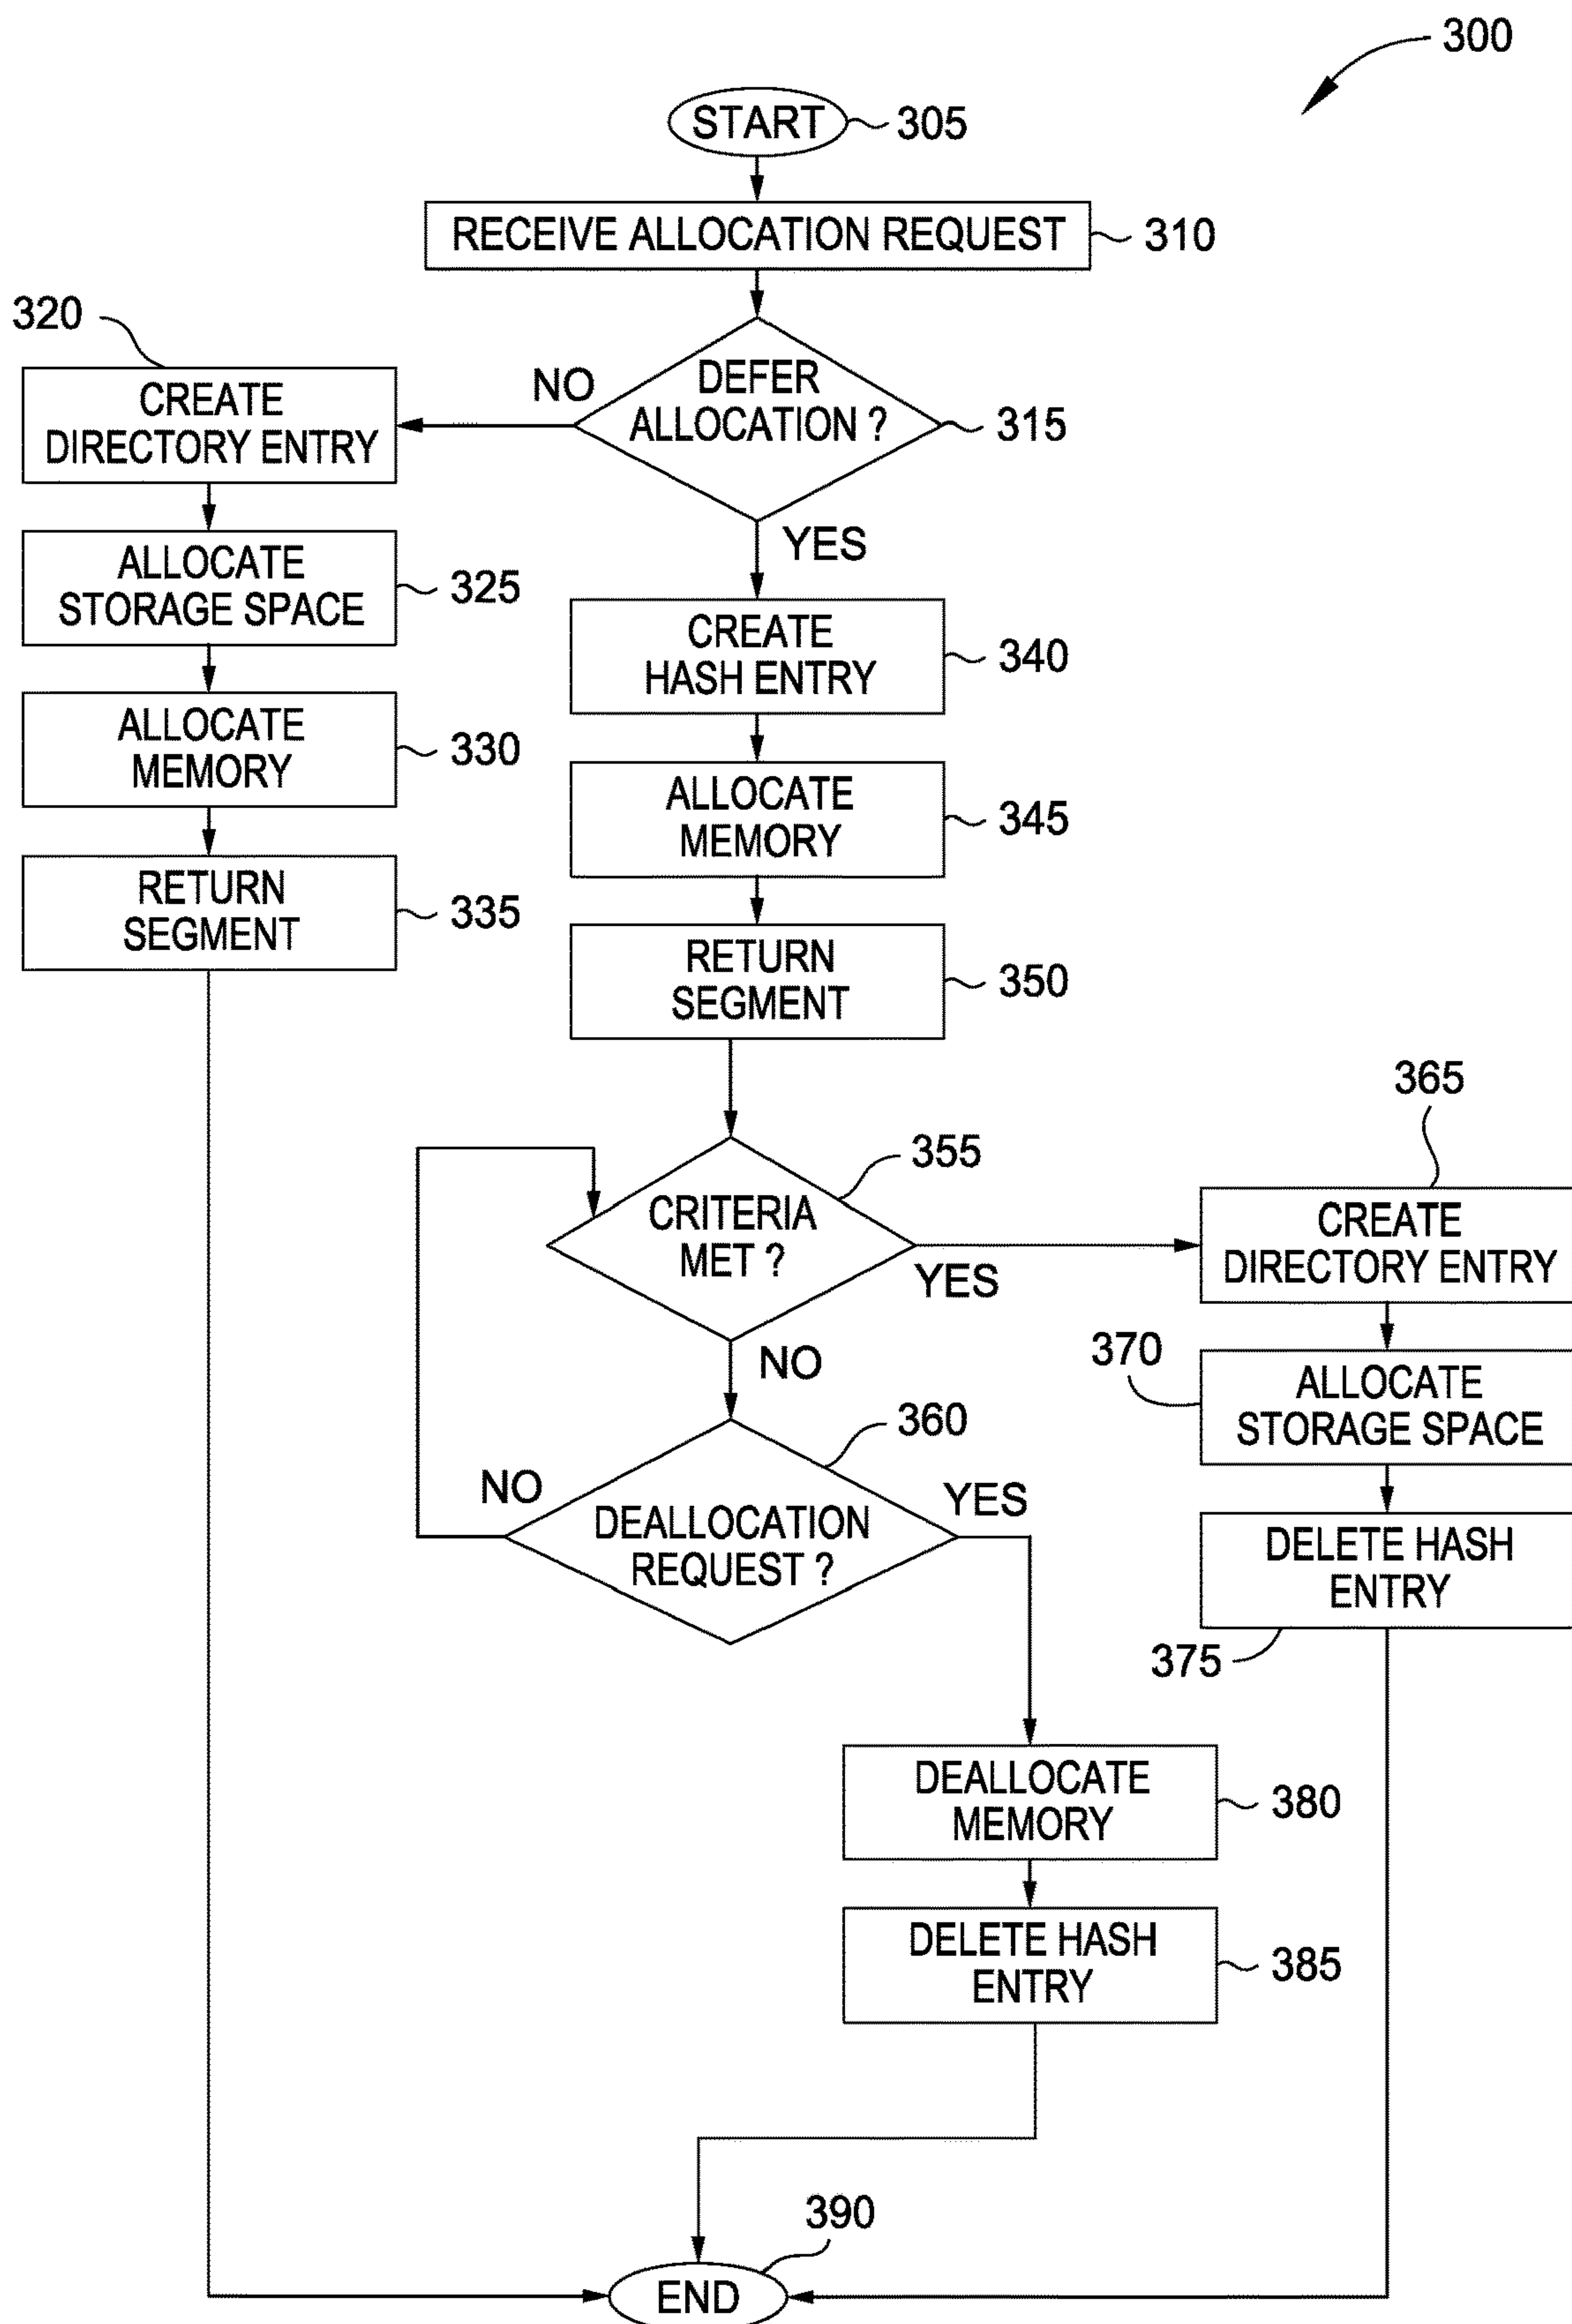 300
START
305
RECEIVE ALLOCATION REQUEST
310
320
DEFER
ALLOCATION ?
315
NO
YES
CREATE
DIRECTORY ENTRY
ALLOCATE
STORAGE SPACE
325
ALLOCATE
MEMORY
330
RETURN
SEGMENT
335
CREATE
HASH ENTRY
340
ALLOCATE
MEMORY
345
RETURN
SEGMENT
350
CRITERIA
MET ?
355
YES
NO
365
CREATE
DIRECTORY ENTRY
370
ALLOCATE
STORAGE SPACE
DELETE HASH
ENTRY
375
360
DEALLOCATION
REQUEST ?
NO
YES
DEALLOCATE
MEMORY
380
DELETE HASH
ENTRY
385
390
END